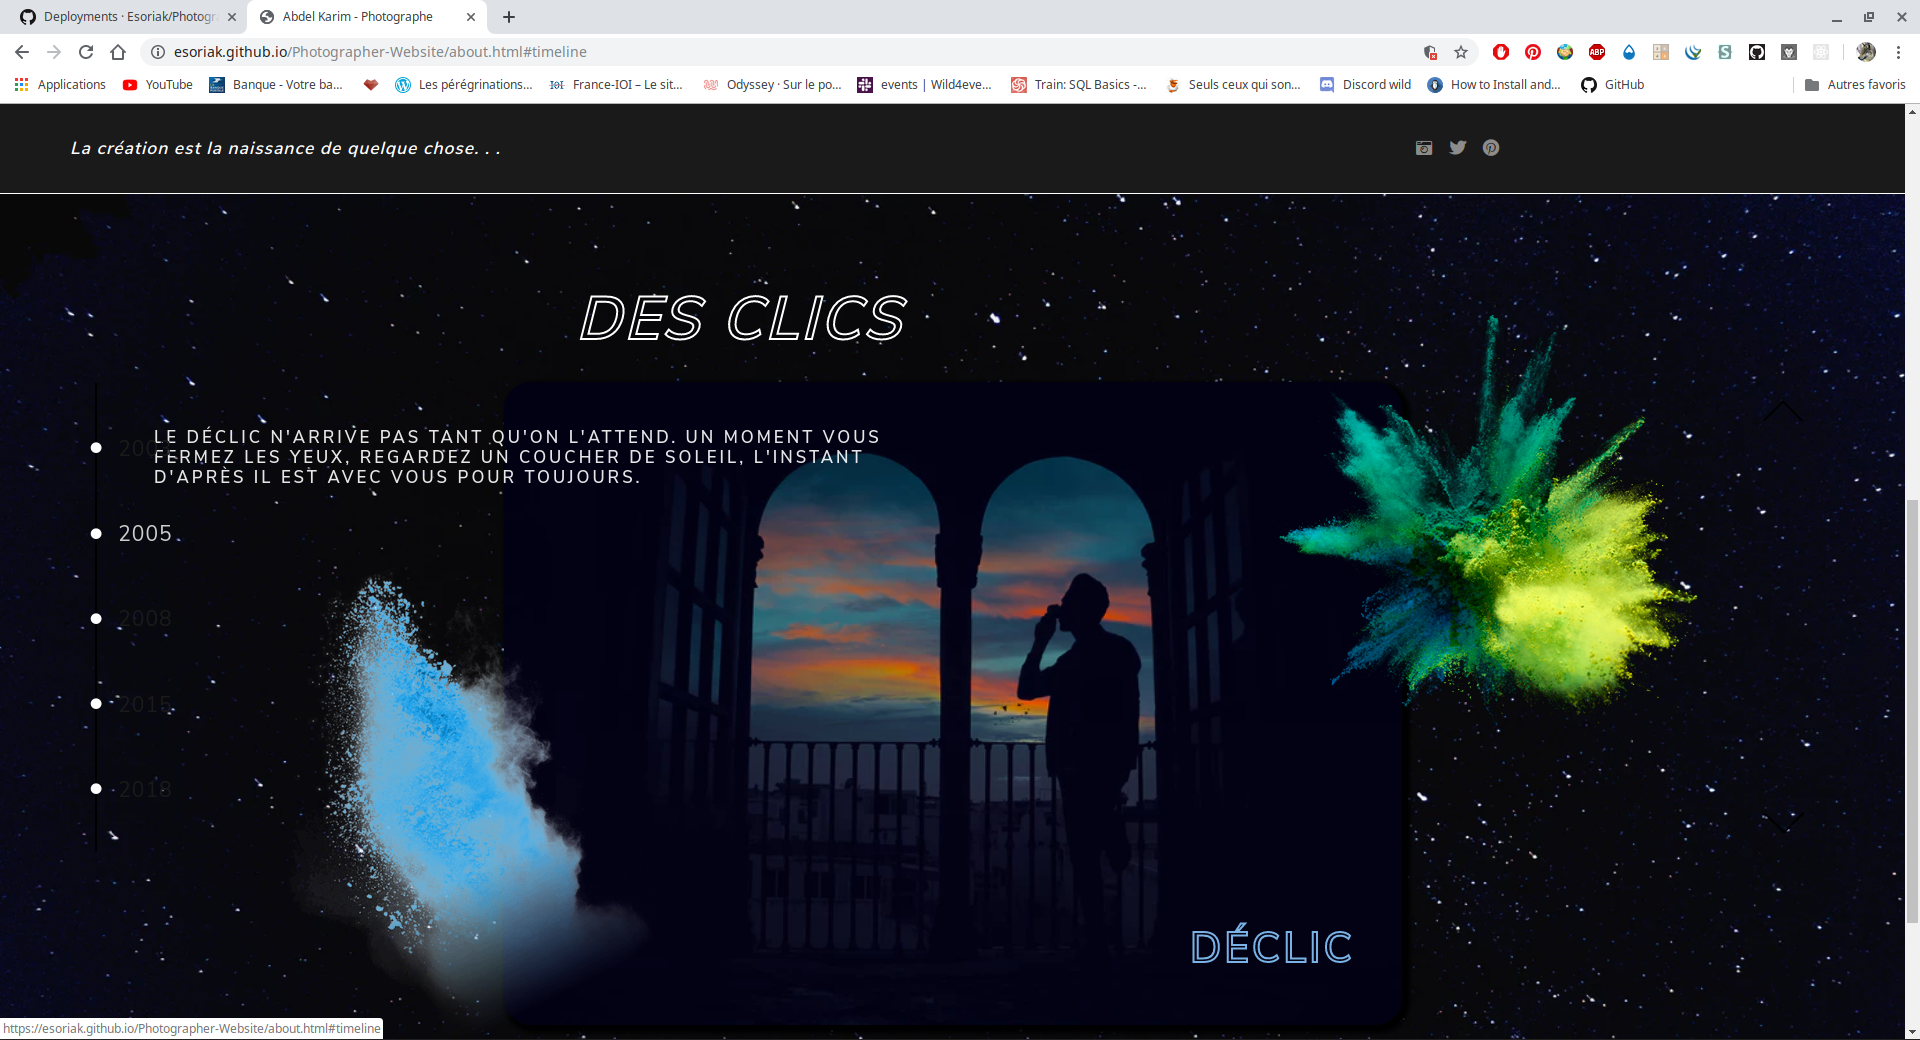 Deployments · Esoriak/Photogr
Abdel Karim - Photographe
esoriak.github.io/Photographer-Website/about.html#timeline
Applications
YouTube
Banque - Votre ba...
Les pérégrinations...
France-IOI – Le sit...
Odyssey · Sur le po...
events | Wild4eve...
Train: SQL Basics -...
Seuls ceux qui son...
Discord wild
How to Install and...
GitHub
Autres favoris
La création est la naissance de quelque chose. . .
DES CLICS
LE DÉCLIC N'ARRIVE PAS TANT QU'ON L'ATTEND. UN MOMENT VOUS
FERMEZ LES YEUX, REGARDEZ UN COUCHER DE SOLEIL, L'INSTANT
D'APRÈS IL EST AVEC VOUS POUR TOUJOURS.
2005
2008
2015
2018
DÉCLIC
https://esoriak.github.io/Photographer-Website/about.html#timeline